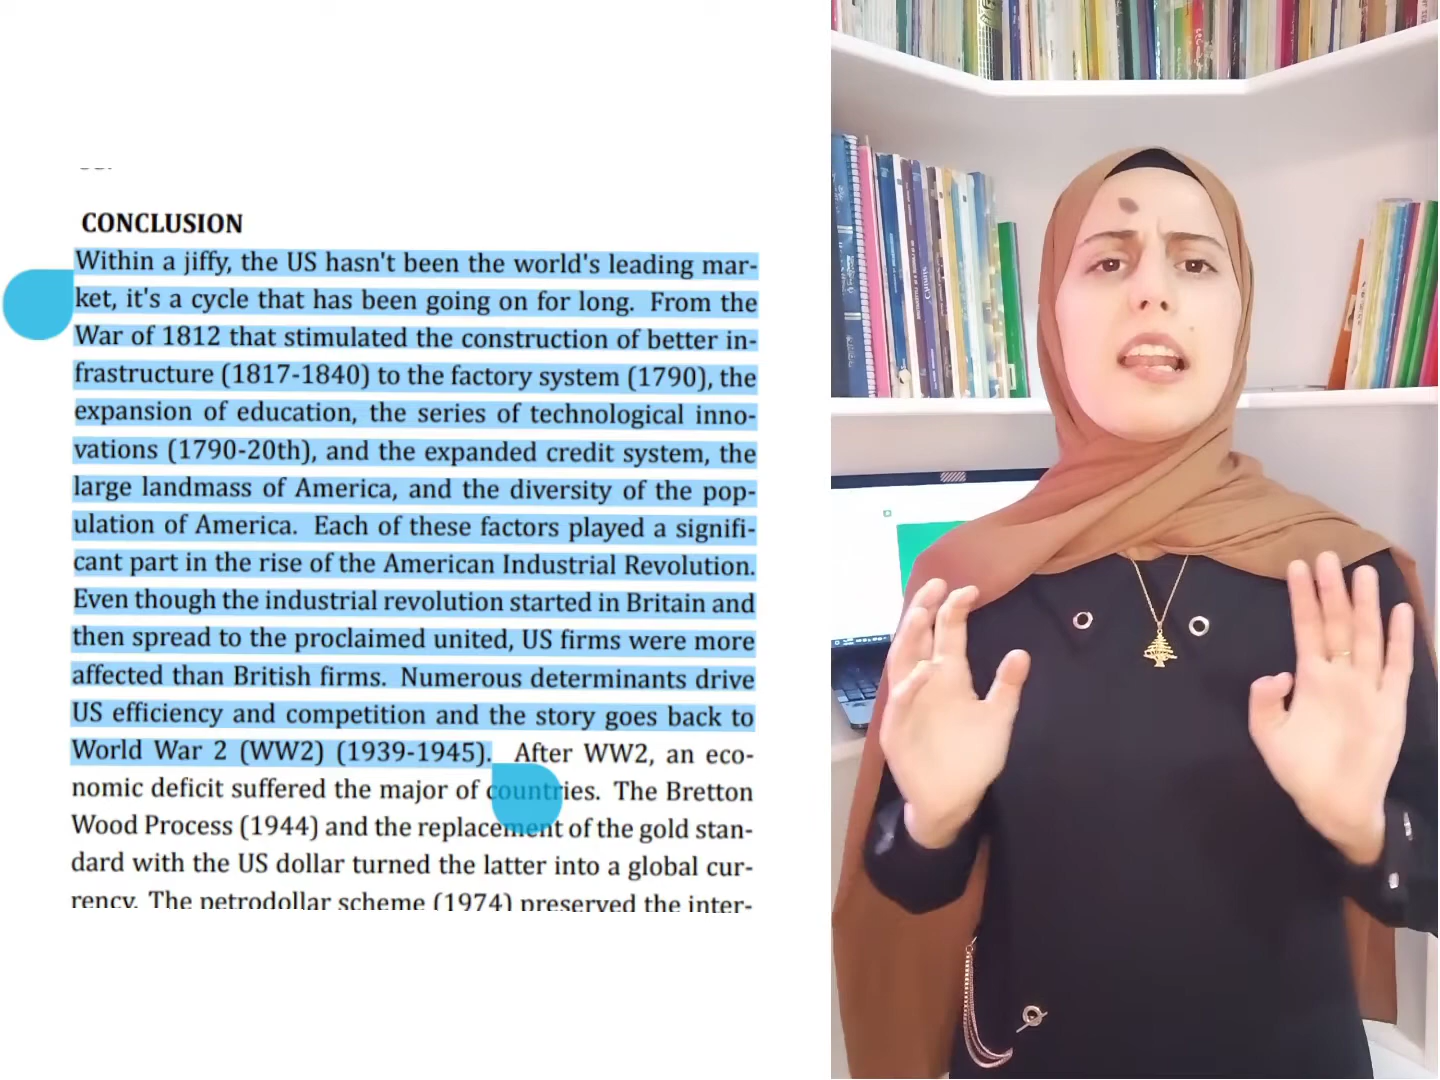 CONCLUSION
Within a jiffy, the US hasn't been the world's leading mar-
ket, it's a cycle that has been going on for long. From the
War of 1812 that stimulated the construction of better in-
frastructure (1817-1840) to the factory system (1790), the
expansion of education, the series of technological inno-
vations (1790-20th), and the expanded credit system, the
large landmass of America, and the diversity of the pop-
ulation of America. Each of these factors played a signifi-
cant part in the rise of the American Industrial Revolution.
Even though the industrial revolution started in Britain and
then spread to the proclaimed united, US firms were more
affected than British firms. Numerous determinants drive
US efficiency and competition and the story goes back to
World War 2 (WW2) (1939-1945). After WW2, an eco-
nomic deficit suffered the major of countries. The Bretton
Wood Process (1944) and the replacement of the gold stan-
dard with the US dollar turned the latter into a global cur-
rency. The petrodollar scheme (1974) preserved the inter-